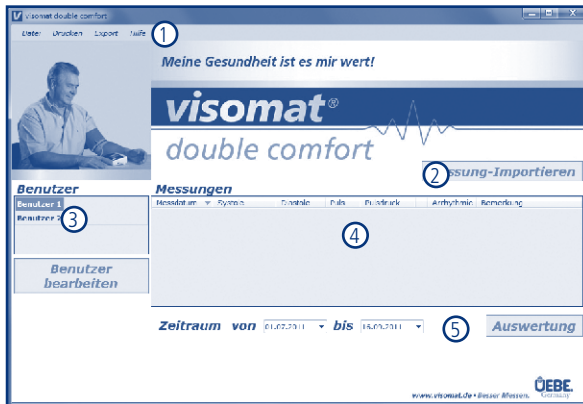 visomat double comfort
Datei Drucken Export Hilfe
1
Meine Gesundheit ist es mir wert!
visomat®
double comfort
2
ssung-Importieren
Benutzer
Messungen
Benutzer 1
Messdatum Systole Diastole Puls Pulsdruck Arrhythmie Bemerkung
Benutzer 2
3
4
Benutzer
bearbeiten
Zeitraum von 01.07.2011 bis 16.09.2011
5
Auswertung
www.visomat.de • Besser Messen.
UEBE.
Germany